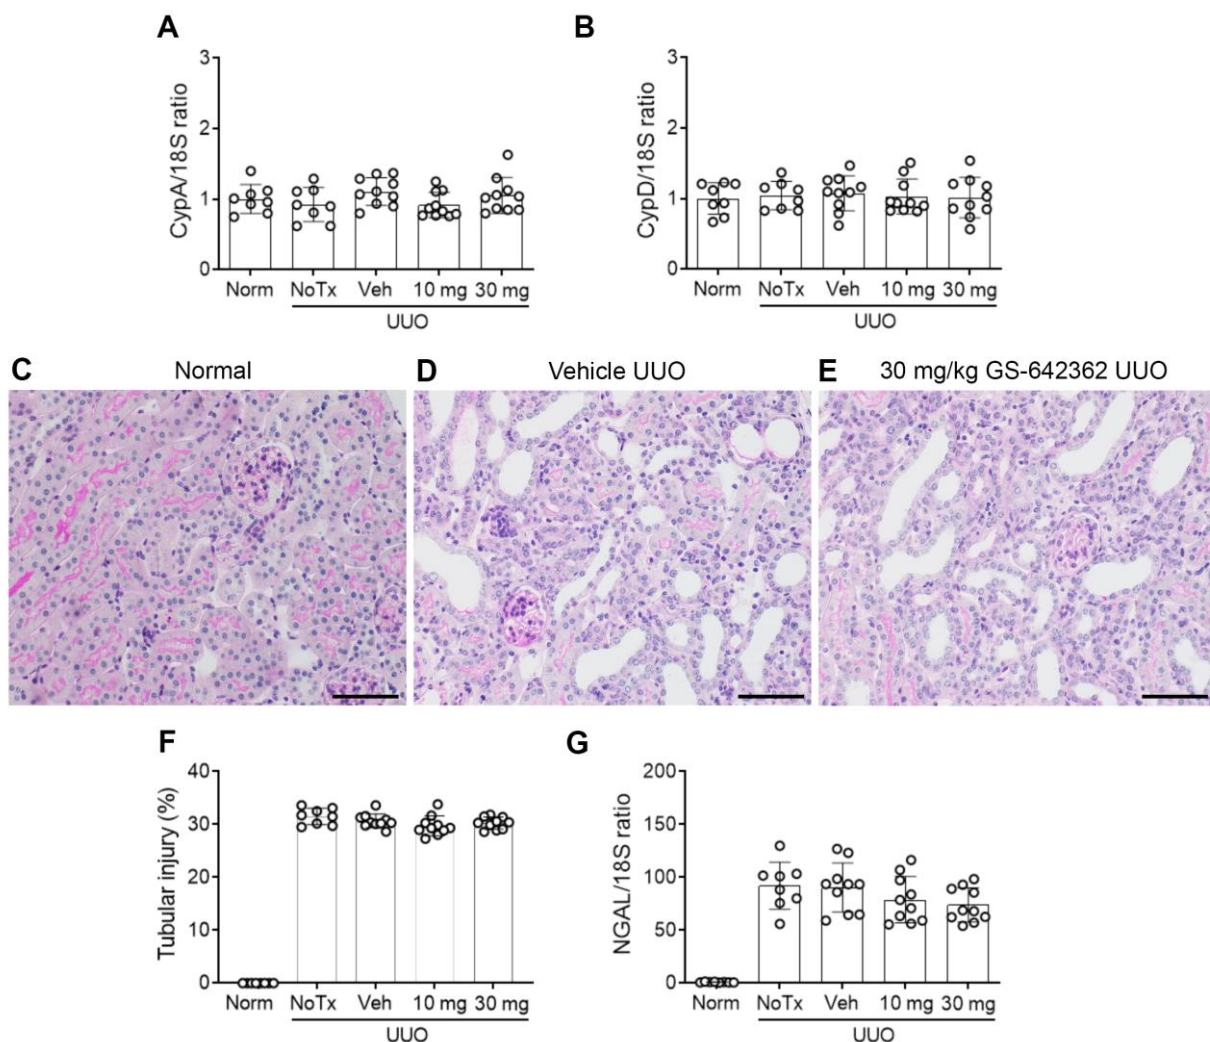 A
CypA/18S ratio
3
2
1
0
Norm NoTx Veh 10 mg 30 mg
UUO
B
CypD/18S ratio
3
2
1
0
Norm NoTx Veh 10 mg 30 mg
UUO
C Normal
D Vehicle UUO
E 30 mg/kg GS-642362 UUO
F
Tubular injury (%)
40
30
20
10
0
Norm NoTx Veh 10 mg 30 mg
UUO
G
NGAL/18S ratio
200
150
100
50
0
Norm NoTx Veh 10 mg 30 mg
UUO